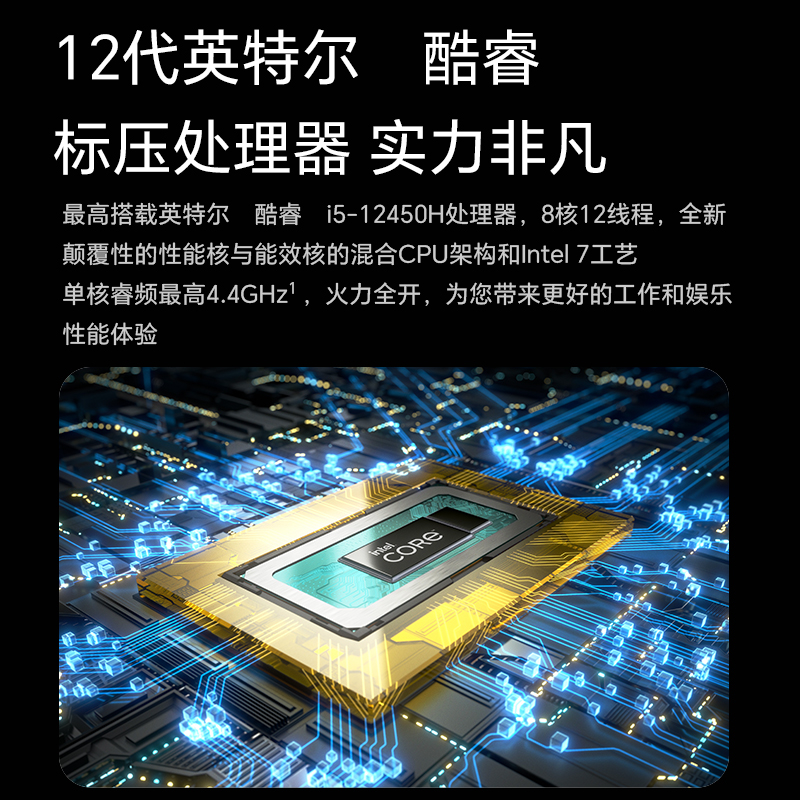 12代英特尔　酷睿
标压处理器 实力非凡
最高搭载英特尔　酷睿　i5-12450H处理器，8核12线程，全新
颠覆性的性能核与能效核的混合CPU架构和Intel 7工艺
单核睿频最高4.4GHz¹，火力全开，为您带来更好的工作和娱乐
性能体验
intel
CORE